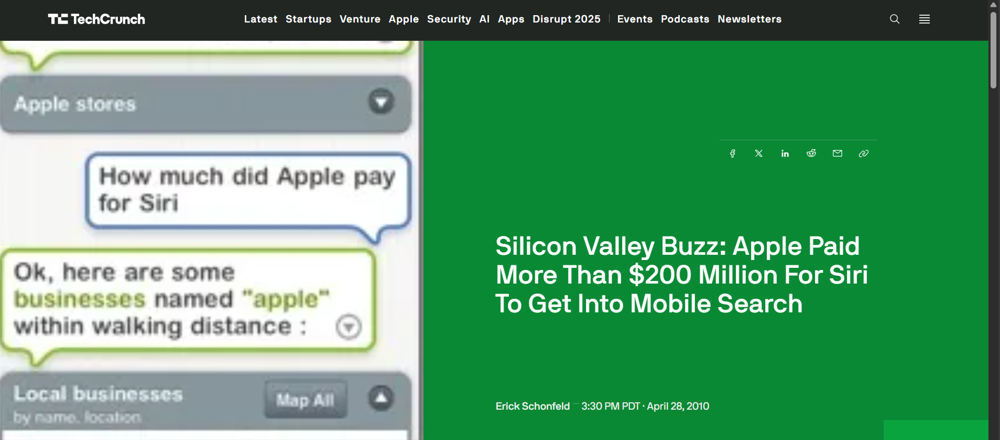 TechCrunch
Latest Startups Venture Apple Security AI Apps Disrupt 2025 Events Podcasts Newsletters
Apple stores
How much did Apple pay
for Siri
Ok, here are some
businesses named "apple"
within walking distance :
Local businesses
Map All
by name, location
Silicon Valley Buzz: Apple Paid
More Than $200 Million For Siri
To Get Into Mobile Search
Erick Schonfeld — 3:30 PM PDT · April 28, 2010